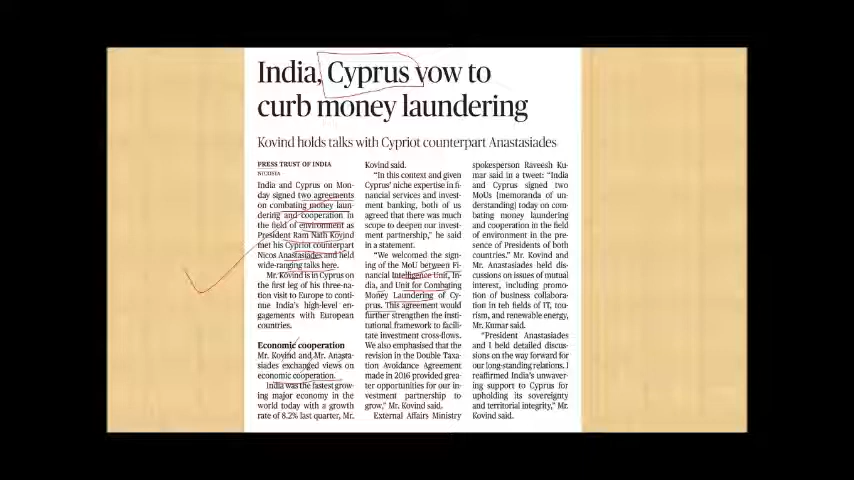 India, Cyprus vow to
curb money laundering
Kovind holds talks with Cypriot counterpart Anastasiades
PRESS TRUST OF INDIA
NICOSIA
India and Cyprus on Mon-
day signed two agreements
on combating money laun-
dering and cooperation in
the field of environment as
President Ram Nath Kovind
met his Cypriot counterpart
Nicos Anastasiades and held
wide-ranging talks here.
Mr. Kovind is in Cyprus on
the first leg of his three-na-
tion visit to Europe to conti-
nue India's high-level en-
gagements with European
countries.
Economic cooperation
Mr. Kovind and Mr. Anasta-
siades exchanged views on
economic cooperation.
India was the fastest grow-
ing major economy in the
world today with a growth
rate of 8.2% last quarter, Mr.
Kovind said.
"In this context and given
Cyprus' niche expertise in fi-
nancial services and invest-
ment banking, both of us
agreed that there was much
scope to deepen our invest-
ment partnership," he said
in a statement.
"We welcomed the sign-
ing of the MoU between Fi-
nancial Intelligence Unit, In-
dia, and Unit for Combating
Money Laundering of Cy-
prus. This agreement would
further strengthen the insti-
tutional framework to facili-
tate investment cross-flows.
We also emphasised that the
revision in the Double Taxa-
tion Avoidance Agreement
made in 2016 provided grea-
ter opportunities for our in-
vestment partnership to
grow," Mr. Kovind said.
External Affairs Ministry
spokesperson Raveesh Ku-
mar said in a tweet: "India
and Cyprus signed two
MoUs [memoranda of un-
derstanding] today on com-
bating money laundering
and cooperation in the field
of environment in the pre-
sence of Presidents of both
countries." Mr. Kovind and
Mr. Anastasiades held dis-
cussions on issues of mutual
interest, including promo-
tion of business collabora-
tion in teh fields of IT, tou-
rism, and renewable energy,
Mr. Kumar said.
"President Anastasiades
and I held detailed discus-
sions on the way forward for
our long-standing relations. I
reaffirmed India's unwaver-
ing support to Cyprus for
upholding its sovereignty
and territorial integrity," Mr.
Kovind said.